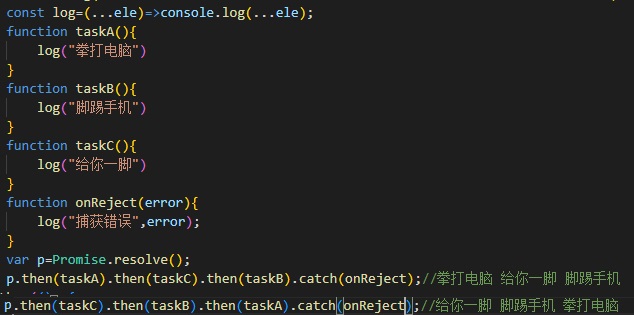 const log=(...ele)=>console.log(...ele);
function taskA(){
log("拳打电脑")
}
function taskB(){
log("脚踢手机")
}
function taskC(){
log("给你一脚")
}
function onReject(error){
log("捕获错误",error);
}
var p=Promise.resolve();
p.then(taskA).then(taskC).then(taskB).catch(onReject);//拳打电脑 给你一脚 脚踢手机
p.then(taskC).then(taskB).then(taskA).catch(onReject);//给你一脚 脚踢手机 拳打电脑